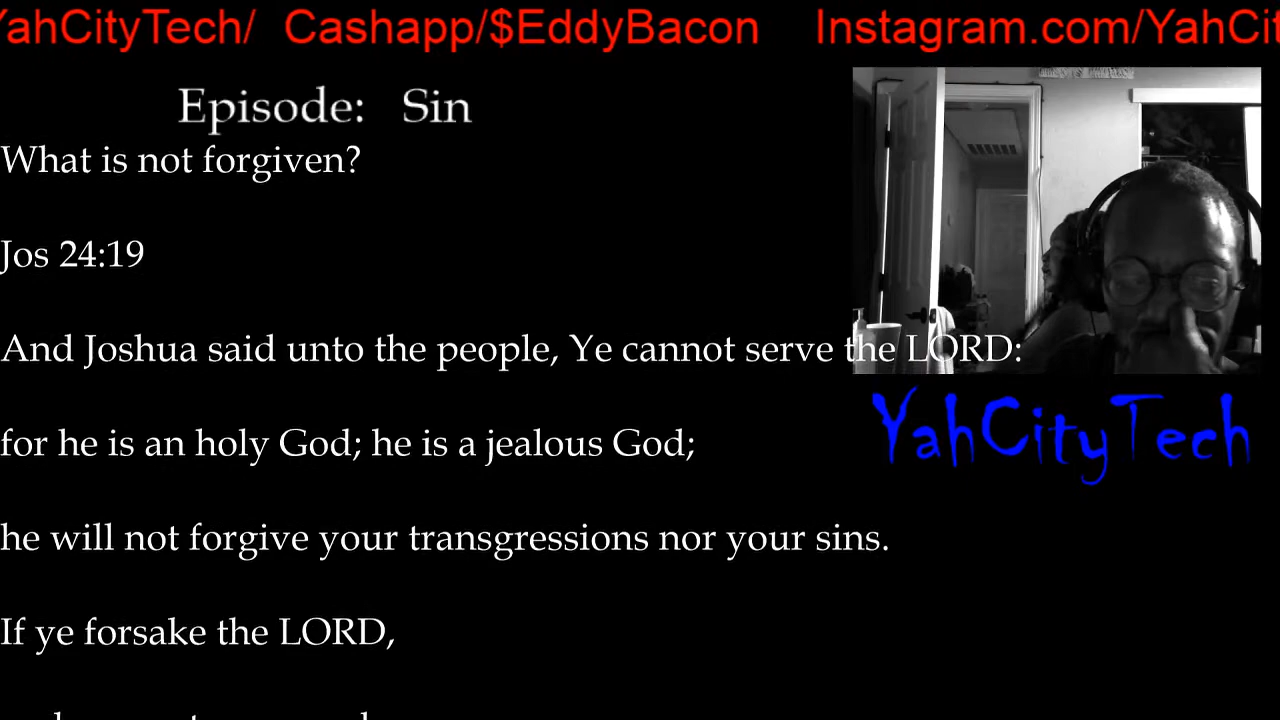 YahCityTech/ Cashapp/$EddyBacon Instagram.com/YahCit
Episode: Sin
What is not forgiven?
Jos 24:19
And Joshua said unto the people, Ye cannot serve the LORD:
for he is an holy God; he is a jealous God;
YahCityTech
he will not forgive your transgressions nor your sins.
If ye forsake the LORD,